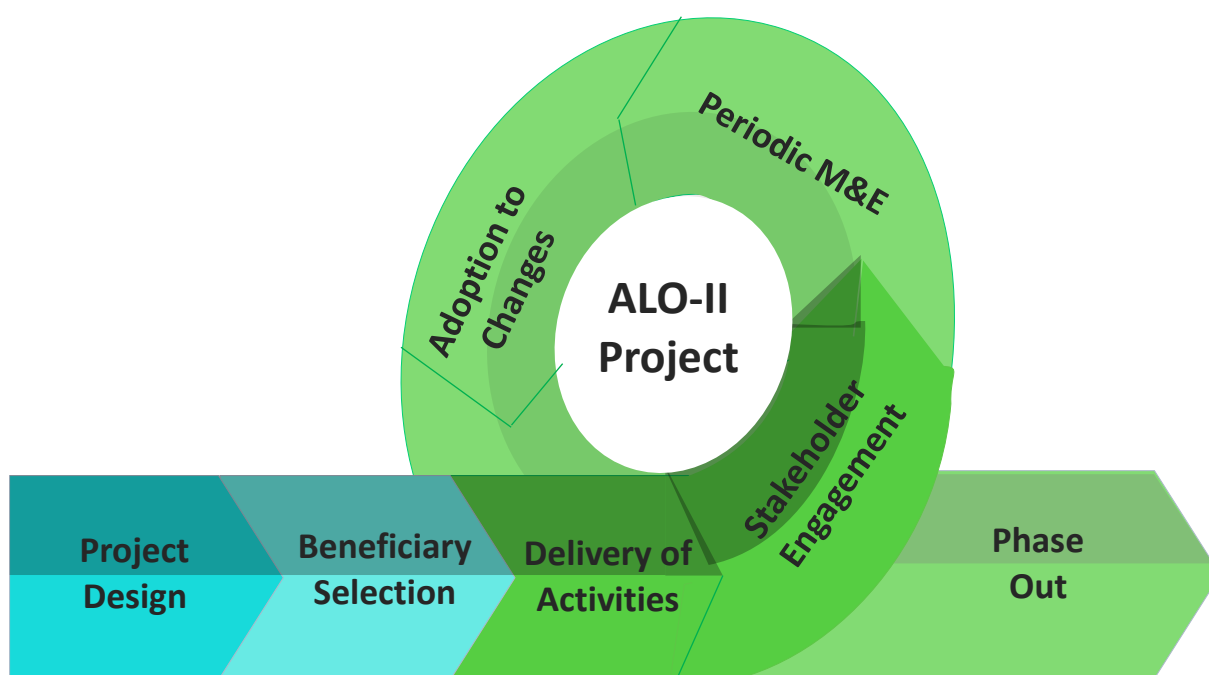 Periodic M&E
Adoption to
Changes
ALO-II
Project
Stakeholder
Engagement
Project
Design
Beneficiary
Selection
Delivery of
Activities
Phase
Out